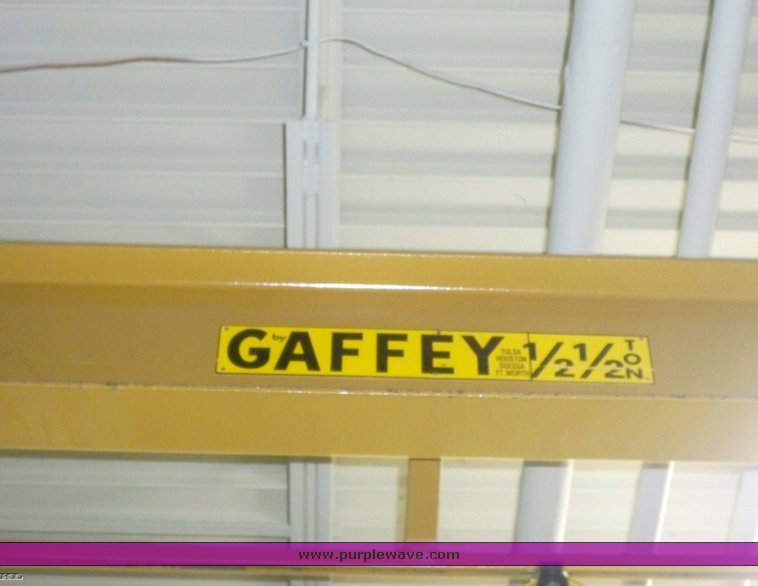 by GAFFEY
TULSA
HOUSTON
ODESSA
FT WORTH
1/2 1/2 TON
www.purplewave.com